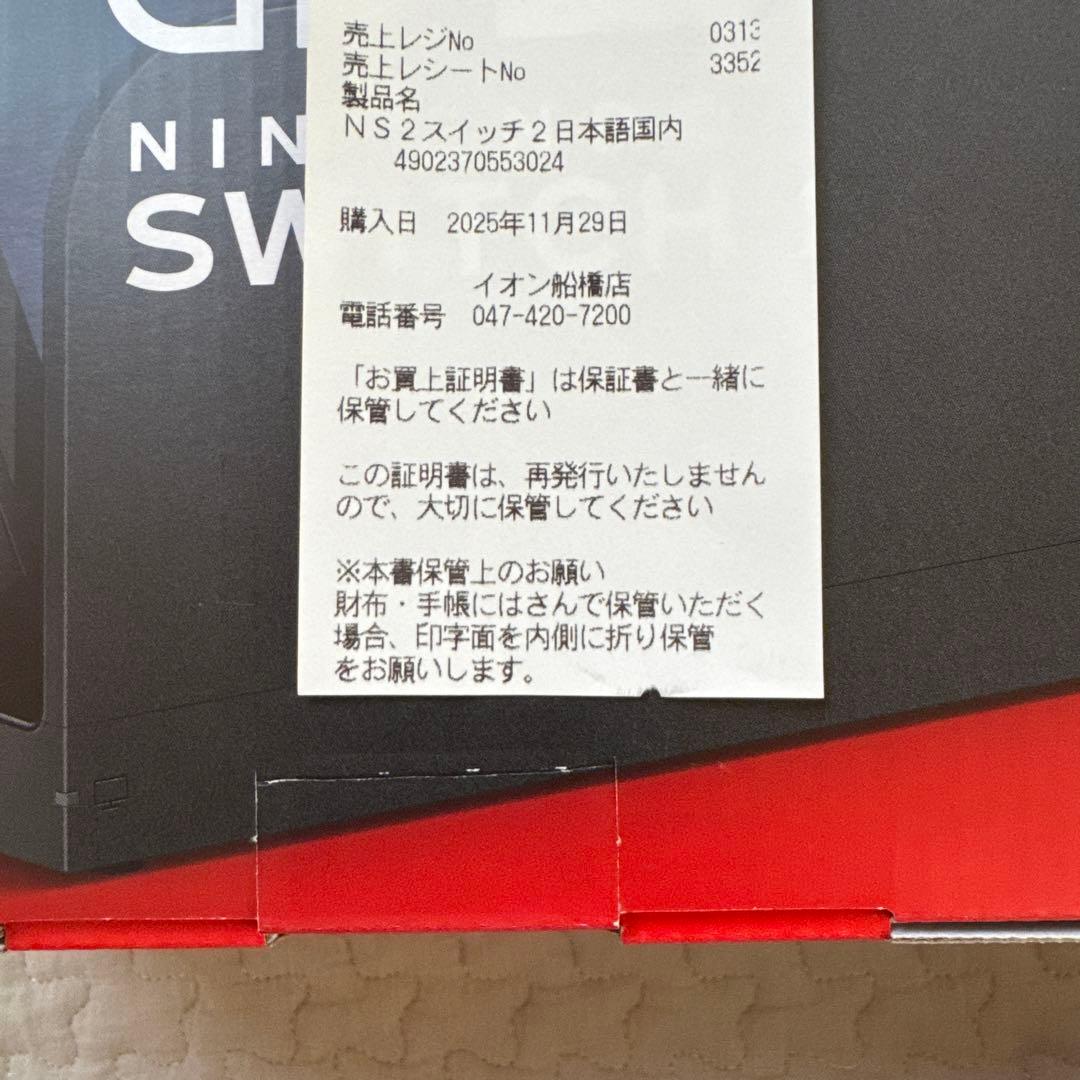 NIN
SW
売上レジNo 0313
売上レシートNo 3352
製品名
NS2スイッチ2日本語国内
4902370553024
購入日 2025年11月29日
イオン船橋店
電話番号 047-420-7200
「お買上証明書」は保証書と一緒に
保管してください
この証明書は、再発行いたしません
ので、大切に保管してください
※本書保管上のお願い
財布・手帳にはさんで保管いただく
場合、印字面を内側に折り保管
をお願いします。